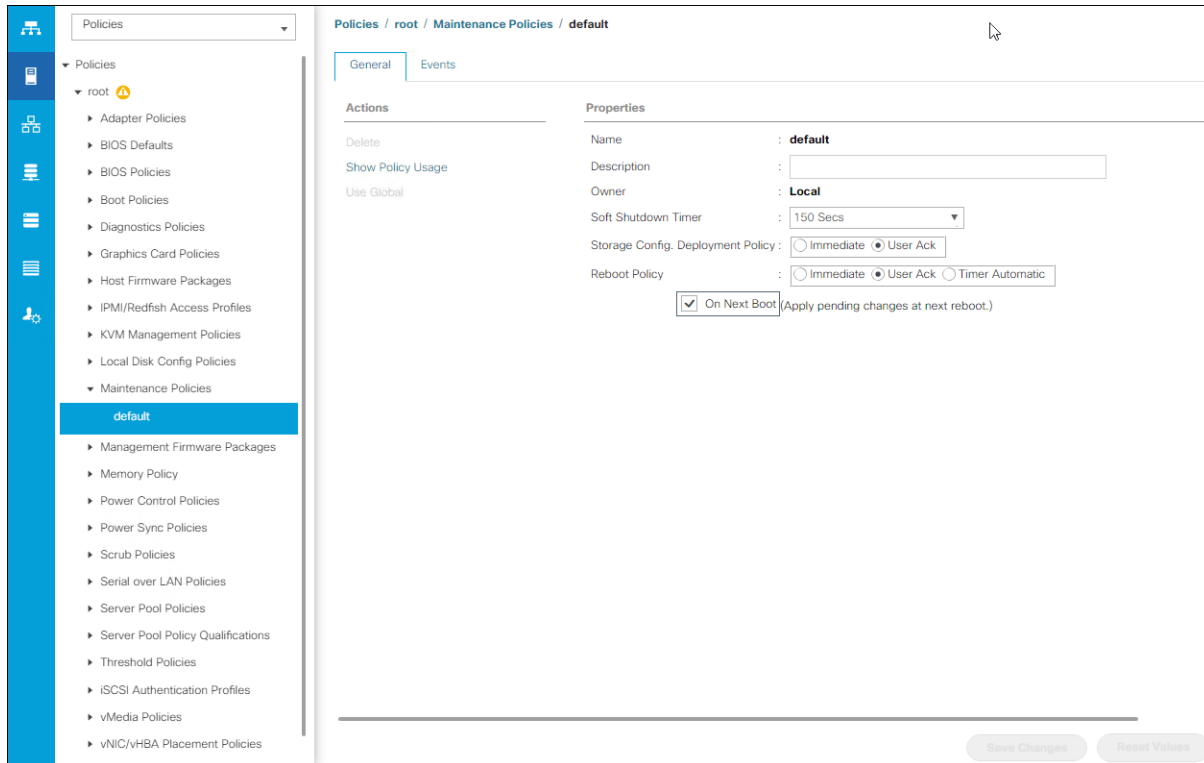 Policies
Policies
root
Adapter Policies
BIOS Defaults
BIOS Policies
Boot Policies
Diagnostics Policies
Graphics Card Policies
Host Firmware Packages
IPMI/Redfish Access Profiles
KVM Management Policies
Local Disk Config Policies
Maintenance Policies
default
Management Firmware Packages
Memory Policy
Power Control Policies
Power Sync Policies
Scrub Policies
Serial over LAN Policies
Server Pool Policies
Server Pool Policy Qualifications
Threshold Policies
iSCSI Authentication Profiles
vMedia Policies
vNIC/vHBA Placement Policies
Policies / root / Maintenance Policies / default
General Events
Actions
Delete
Show Policy Usage
Use Global
Properties
Name : default
Description :
Owner : Local
Soft Shutdown Timer : 150 Secs
Storage Config. Deployment Policy : Immediate User Ack
Reboot Policy : Immediate User Ack Timer Automatic
On Next Boot (Apply pending changes at next reboot.)
Save Changes Reset Values